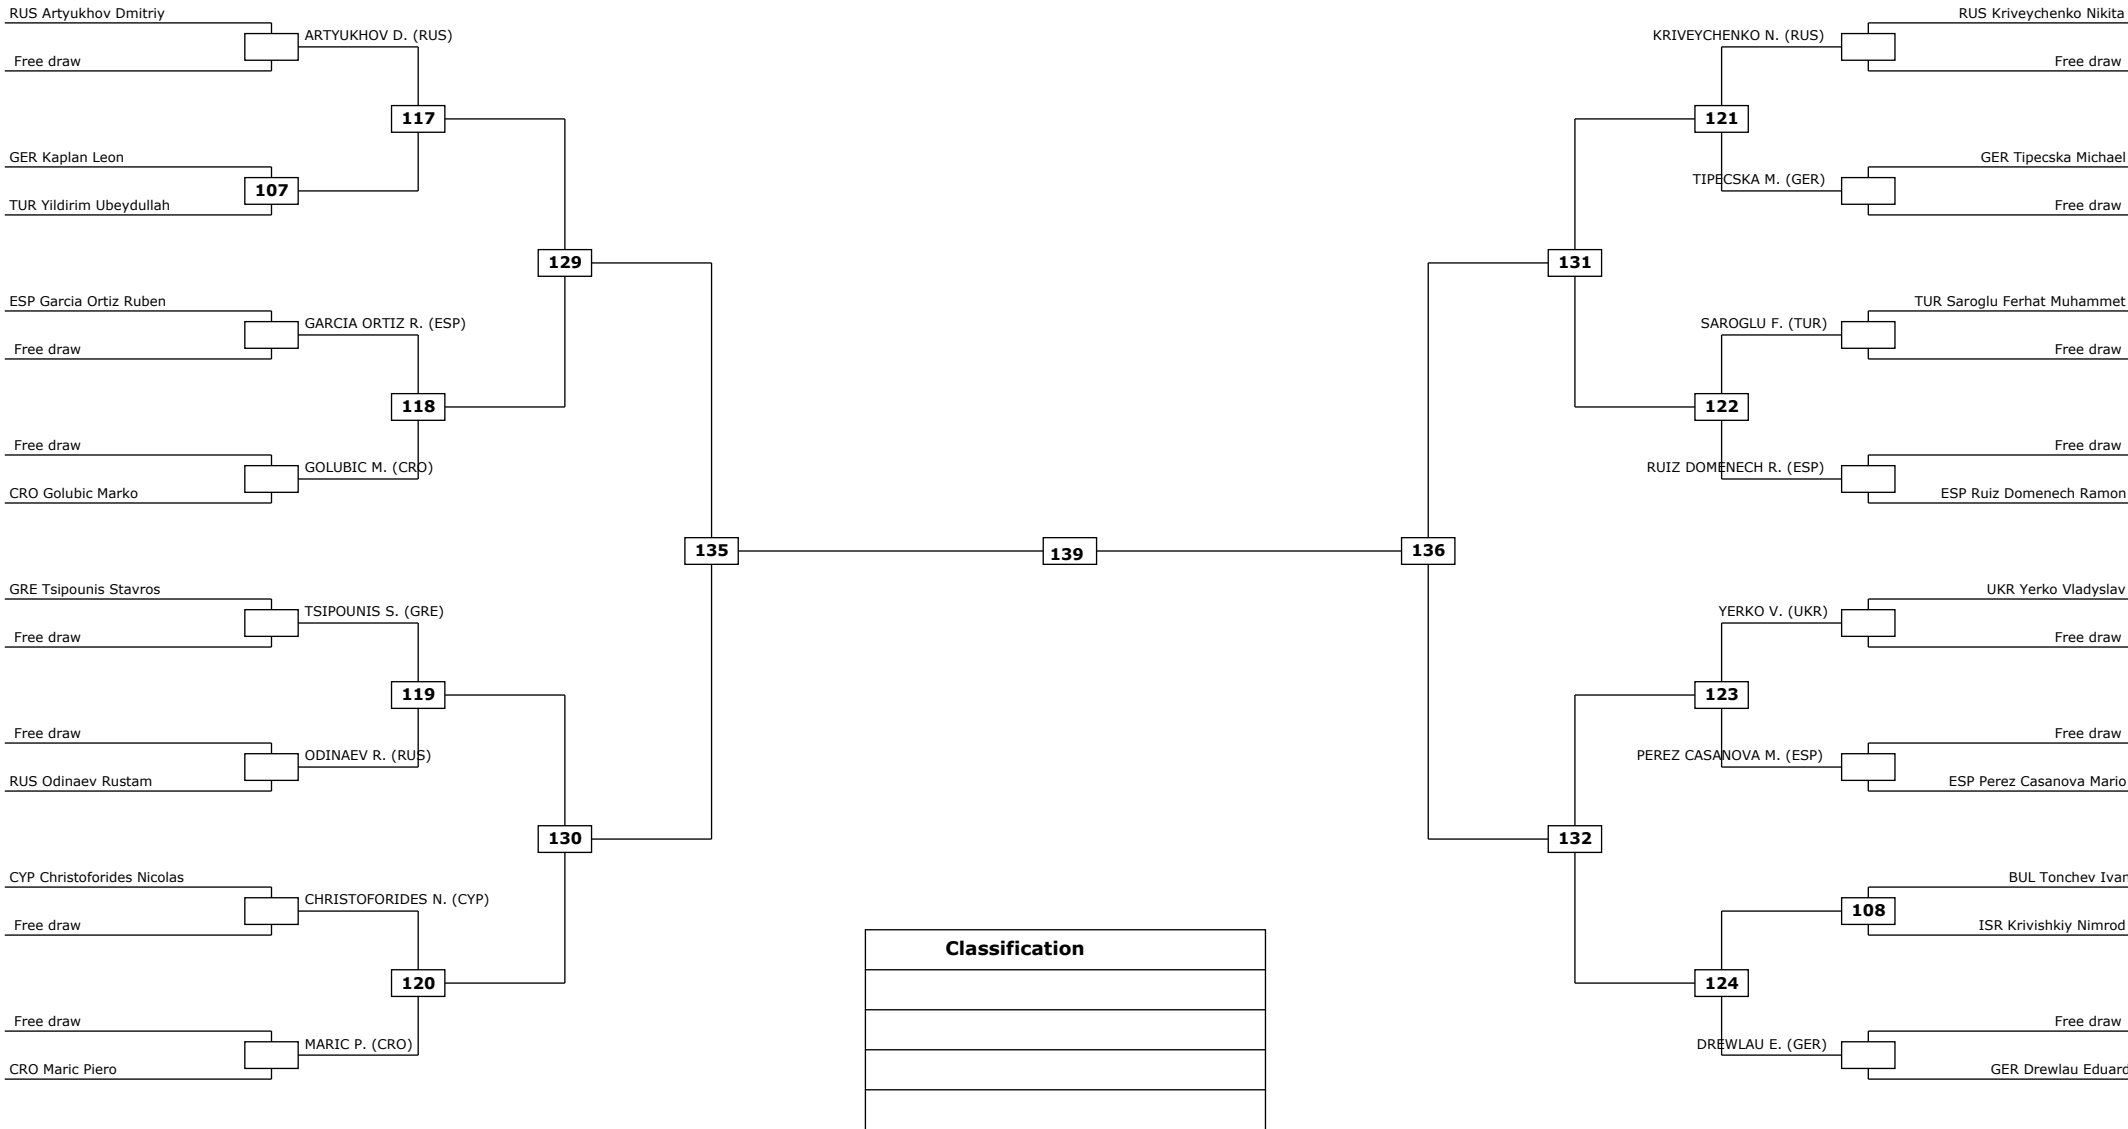 RUS Artyukhov Dmitriy
ARTYUKHOV D. (RUS)
Free draw
117
GER Kaplan Leon
107
TUR Yildirim Ubeydullah
129
ESP Garcia Ortiz Ruben
GARCIA ORTIZ R. (ESP)
Free draw
118
Free draw
GOLUBIC M. (CRO)
CRO Golubic Marko
135
GRE Tsipounis Stavros
TSIPOUNIS S. (GRE)
Free draw
119
Free draw
ODINAEV R. (RUS)
RUS Odinaev Rustam
130
CYP Christoforides Nicolas
CHRISTOFORIDES N. (CYP)
Free draw
120
Free draw
MARIC P. (CRO)
CRO Maric Piero
139
Classification
RUS Kriveychenko Nikita
KRIVEYCHENKO N. (RUS)
Free draw
121
GER Tipecska Michael
TIPECSKA M. (GER)
Free draw
131
TUR Saroglu Ferhat Muhammet
SAROGLU F. (TUR)
Free draw
122
Free draw
RUIZ DOMENECH R. (ESP)
ESP Ruiz Domenech Ramon
136
UKR Yerko Vladyslav
YERKO V. (UKR)
Free draw
123
Free draw
PEREZ CASANOVA M. (ESP)
ESP Perez Casanova Mario
132
BUL Tonchev Ivan
108
ISR Krivishkiy Nimrod
124
Free draw
DREWLAU E. (GER)
GER Drewlau Eduard